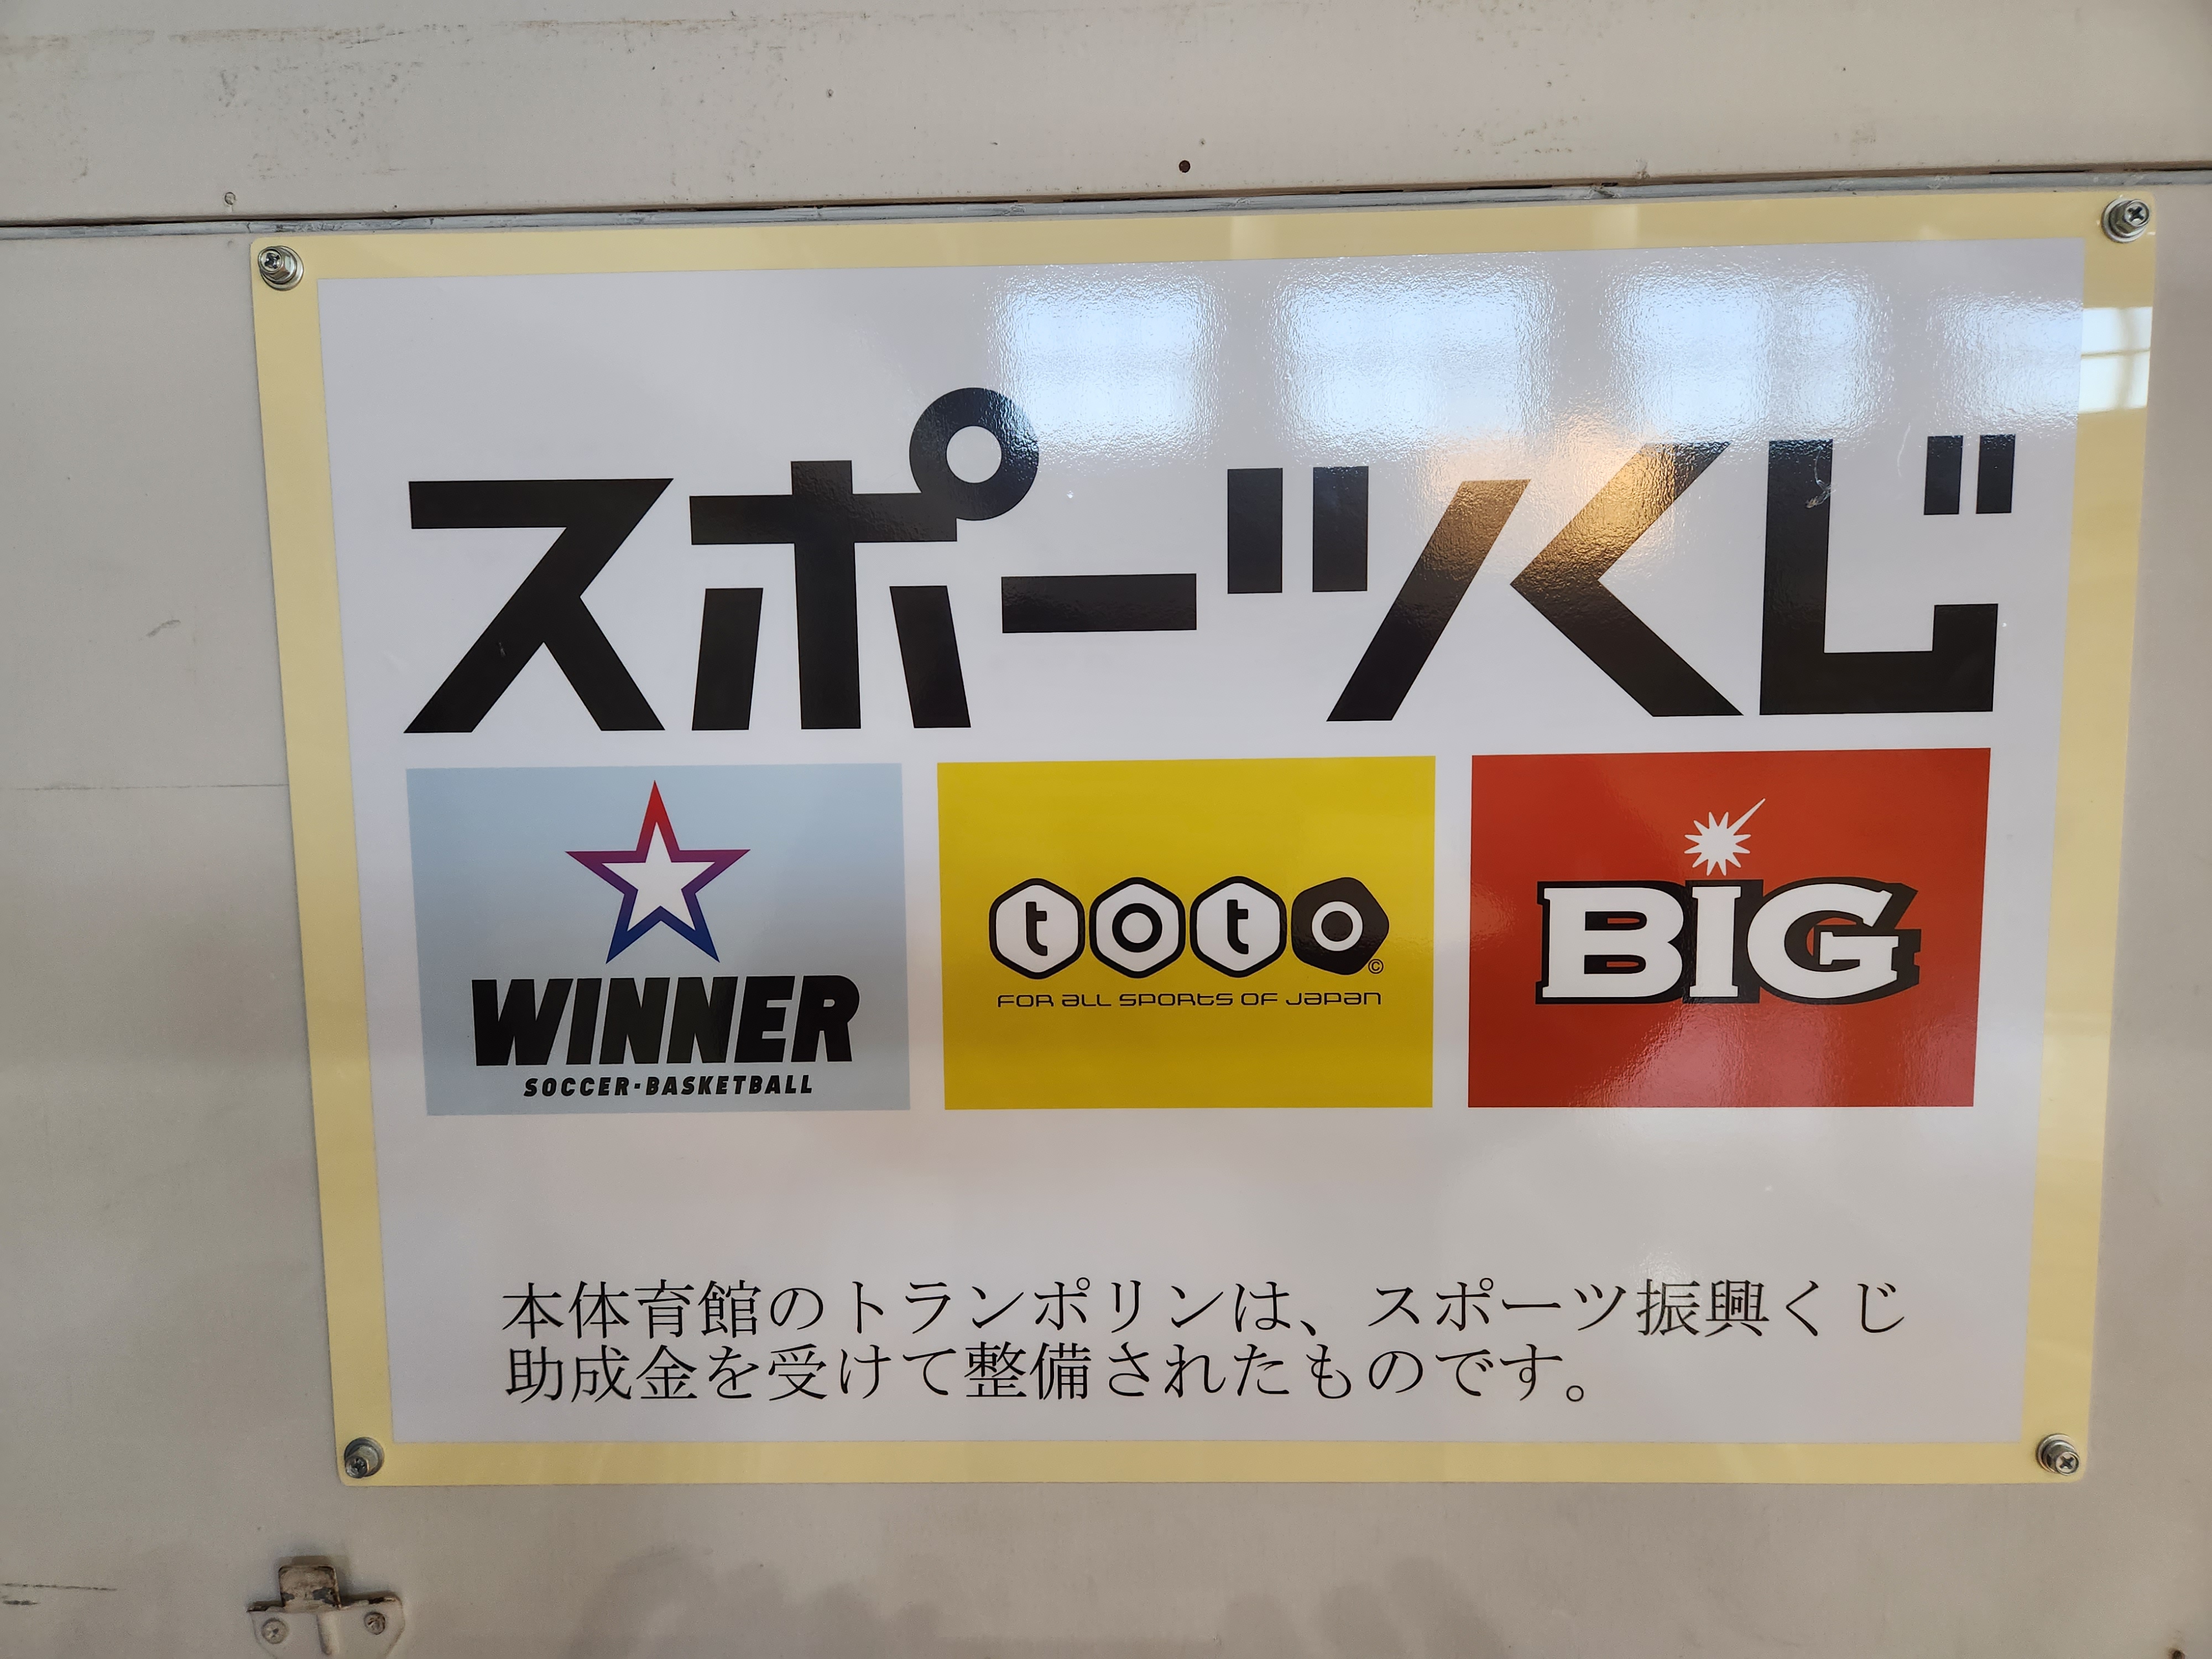 スポーツくじ
WINNER
SOCCER·BASKETBALL
toto
©
FOR ALL SPORTS OF JAPAN
BIG
本体育館のトランポリンは、スポーツ振興くじ
助成金を受けて整備されたものです。